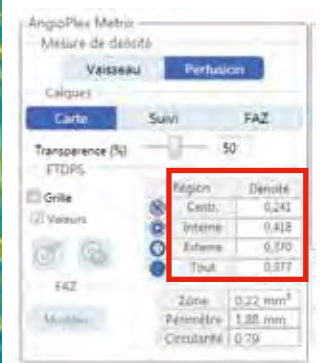 AngioPlex Metrix
Mesure de densité
Vaisseau Perfusion
Calques
Carte Suivi FAZ
Transparence (%) 50
ETDRS
Grille
Valeurs
Région Densité
Centr. 0,241
Interne 0,418
Externe 0,370
Tout 0,377
FAZ
Modifier
Zone 0.22 mm²
Périmètre 1.88 mm
Circularité 0.79